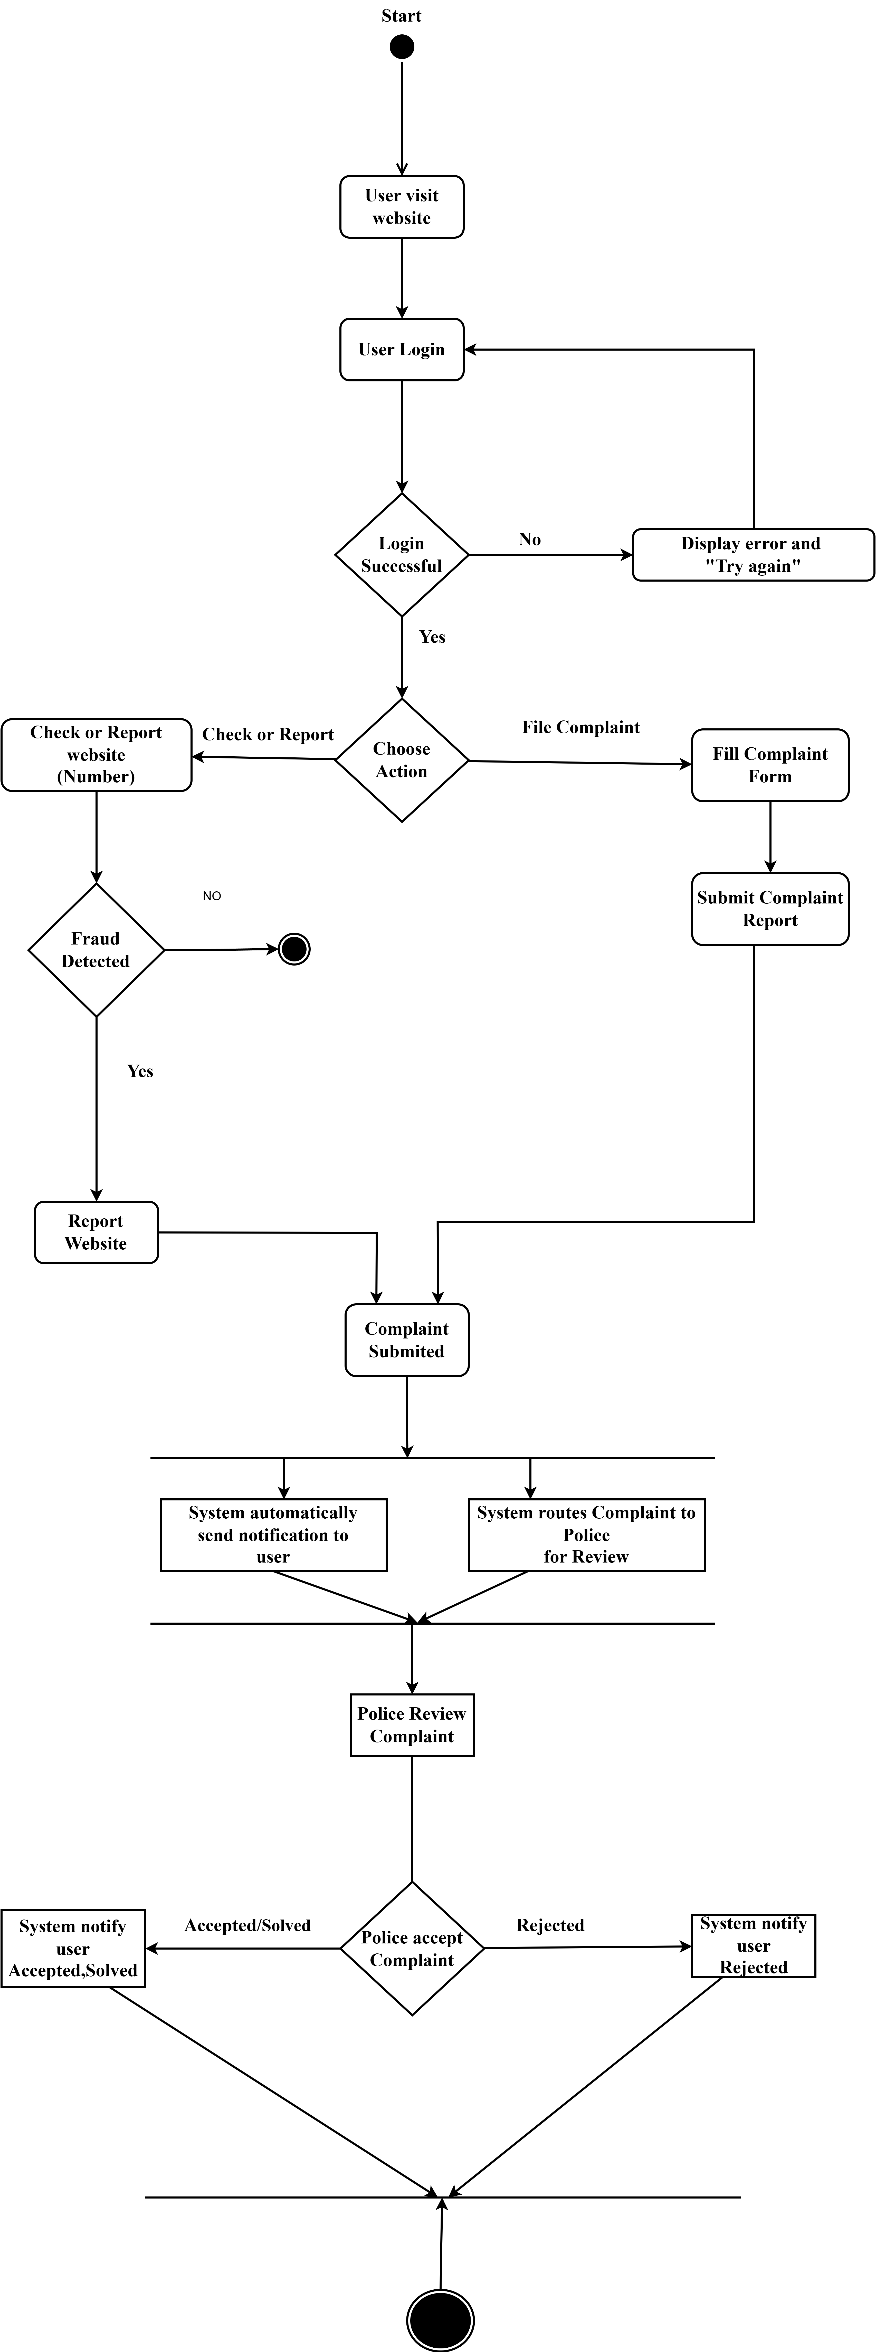 Start
User visit
website
User Login
Login
Successful
No
Display error and
"Try again"
Yes
Check or Report
website
(Number)
Check or Report
Choose
Action
File Complaint
Fill Complaint
Form
Submit Complaint
Report
NO
Fraud
Detected
Yes
Report
Website
Complaint
Submited
System automatically
send notification to
user
System routes Complaint to
Police
for Review
Police Review
Complaint
System notify
user
Accepted,Solved
Accepted/Solved
Police accept
Complaint
Rejected
System notify
user
Rejected